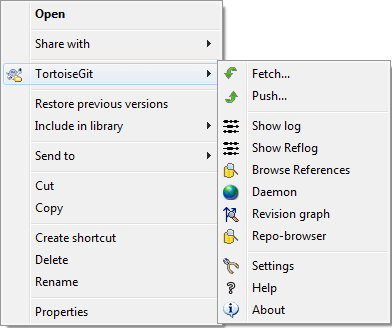 Open
Share with
TortoiseGit
Restore previous versions
Include in library
Send to
Cut
Copy
Create shortcut
Delete
Rename
Properties
Fetch...
Push...
Show log
Show Reflog
Browse References
Daemon
Revision graph
Repo-browser
Settings
Help
About